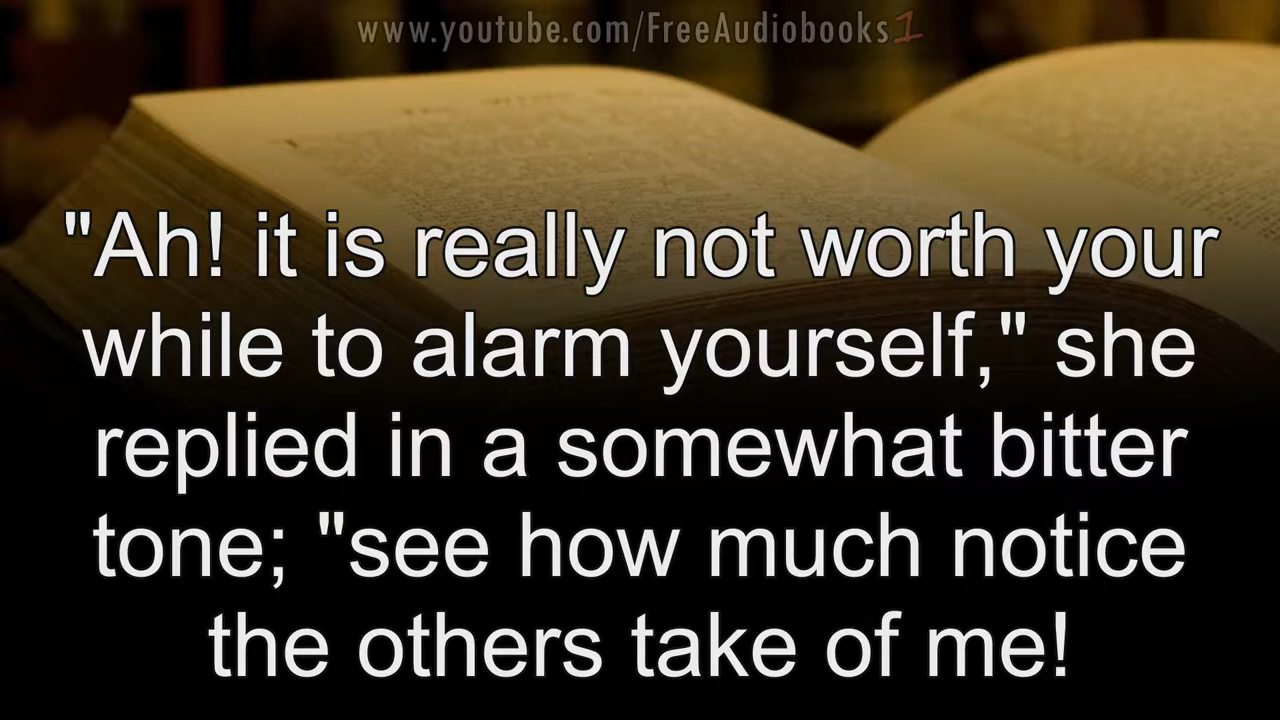 www.youtube.com/FreeAudiobooks1
"Ah! it is really not worth your
while to alarm yourself," she
replied in a somewhat bitter
tone; "see how much notice
the others take of me!